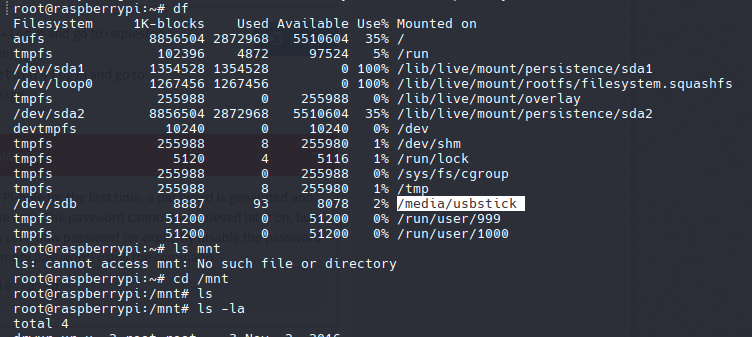 root@raspberrypi:~# df
Filesystem 1K-blocks Used Available Use% Mounted on
aufs 8856504 2872968 5510604 35% /
tmpfs 102396 4872 97524 5% /run
/dev/sda1 1354528 1354528 0 100% /lib/live/mount/persistence/sda1
/dev/loop0 1267456 1267456 0 100% /lib/live/mount/rootfs/filesystem.squashfs
tmpfs 255988 0 255988 0% /lib/live/mount/overlay
/dev/sda2 8856504 2872968 5510604 35% /lib/live/mount/persistence/sda2
devtmpfs 10240 0 10240 0% /dev
tmpfs 255988 8 255980 1% /dev/shm
tmpfs 5120 4 5116 1% /run/lock
tmpfs 255988 0 255988 0% /sys/fs/cgroup
tmpfs 255988 8 255980 1% /tmp
/dev/sdb 8887 93 8078 2% /media/usbstick
tmpfs 51200 0 51200 0% /run/user/999
tmpfs 51200 0 51200 0% /run/user/1000
root@raspberrypi:~# ls mnt
ls: cannot access mnt: No such file or directory
root@raspberrypi:~# cd /mnt
root@raspberrypi:/mnt# ls
root@raspberrypi:/mnt# ls -la
total 4